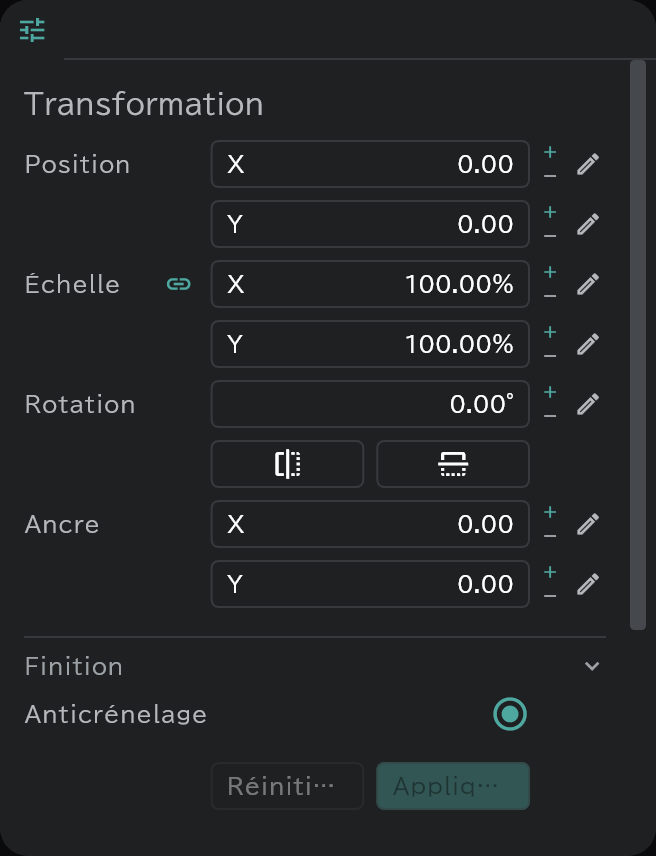 Transformation
Position X 0.00
Y 0.00
Échelle X 100.00%
Y 100.00%
Rotation 0.00°
Ancre X 0.00
Y 0.00
Finition
Anticrénelage
Réiniti… Appliq…